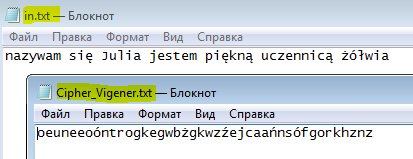 in.txt — Блокнот
Файл Правка Формат Вид Справка
nazywam się Julia jestem piękną uczennicą żółwia
Cipher_Vigener.txt — Блокнот
Файл Правка Формат Вид Справка
þeuneeoóntrogkegwbżgkwzźejcaańnsófgorkhznz